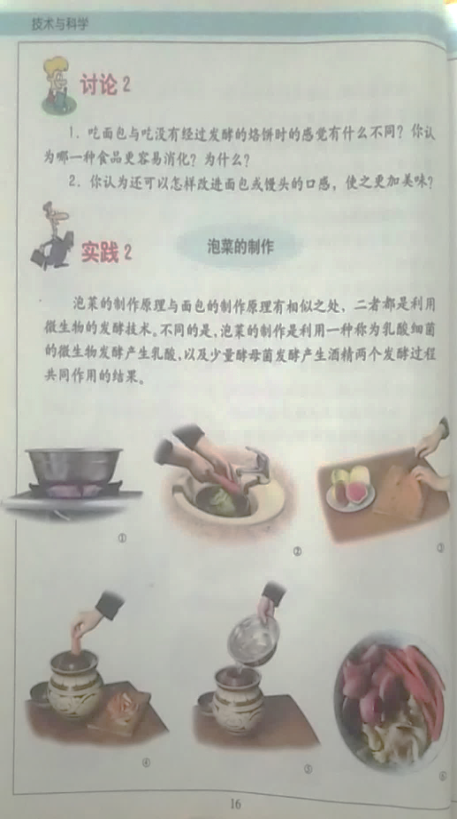 技术与科学
讨论2
1. 吃面包与吃没有经过发酵的烙饼时的感觉有什么不同？你认
为哪一种食品更容易消化？为什么？
2. 你认为还可以怎样改进面包或馒头的口感，使之更加美味？
实践2
泡菜的制作
泡菜的制作原理与面包的制作原理有相似之处，二者都是利用
微生物的发酵技术。不同的是，泡菜的制作是利用一种称为乳酸细菌
的微生物发酵产生乳酸，以及少量酵母菌发酵产生酒精两个发酵过程
共同作用的结果。
①
②
③
④
⑤
⑥
16